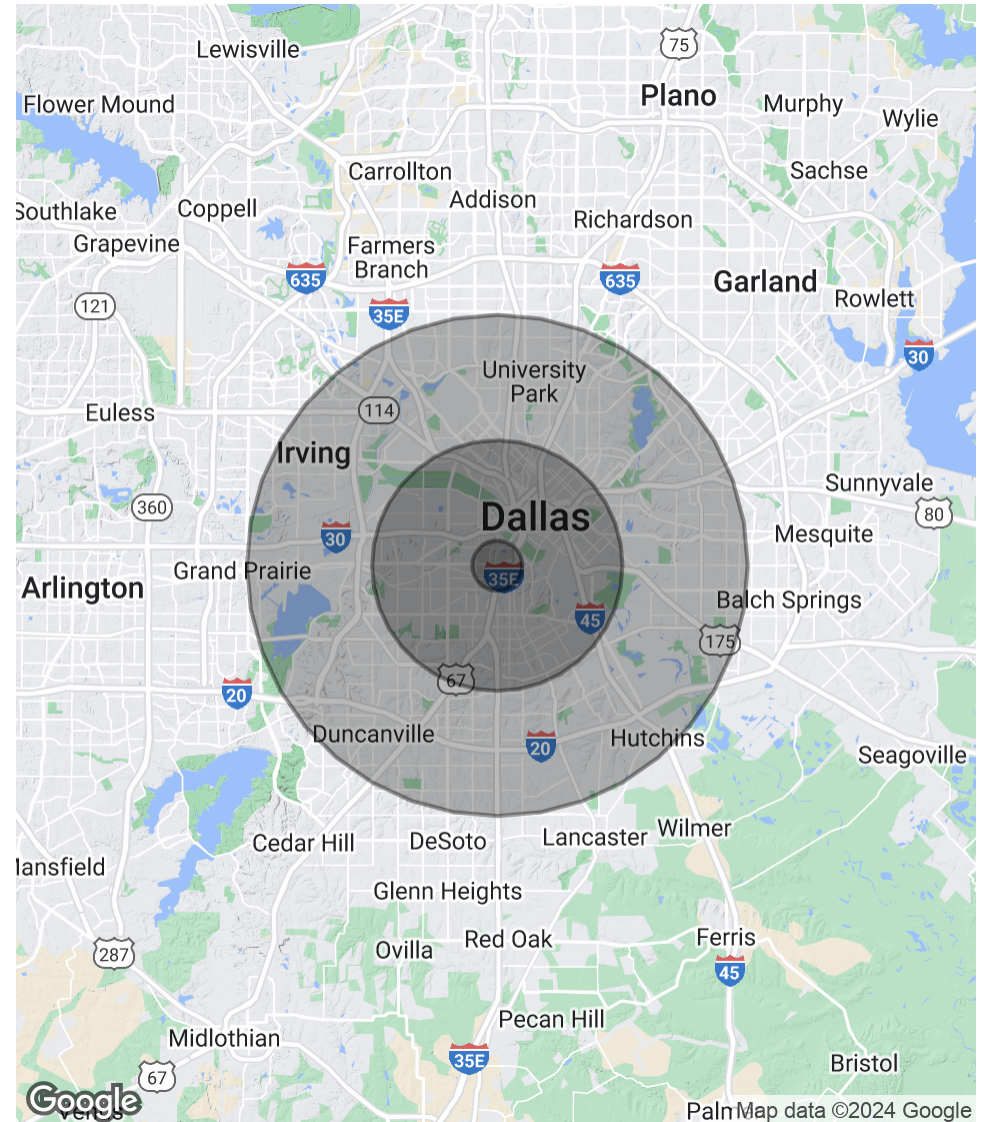 Lewisville
75
Plano
Flower Mound
Murphy
Wylie
Carrollton
Sachse
Addison
Southlake
Coppell
Richardson
Grapevine
Farmers
Branch
635
635
Garland
Rowlett
121
35E
30
University
Park
114
Euless
Irving
Sunnyvale
360
Dallas
80
30
Mesquite
Grand Prairie
35E
Arlington
Balch Springs
45
175
67
20
Duncanville
20
Hutchins
Seagoville
Cedar Hill
DeSoto
Lancaster
Wilmer
Mansfield
Glenn Heights
Ovilla
Red Oak
Ferris
287
45
Pecan Hill
Midlothian
35E
Bristol
67
Google
Map data ©2024 Google